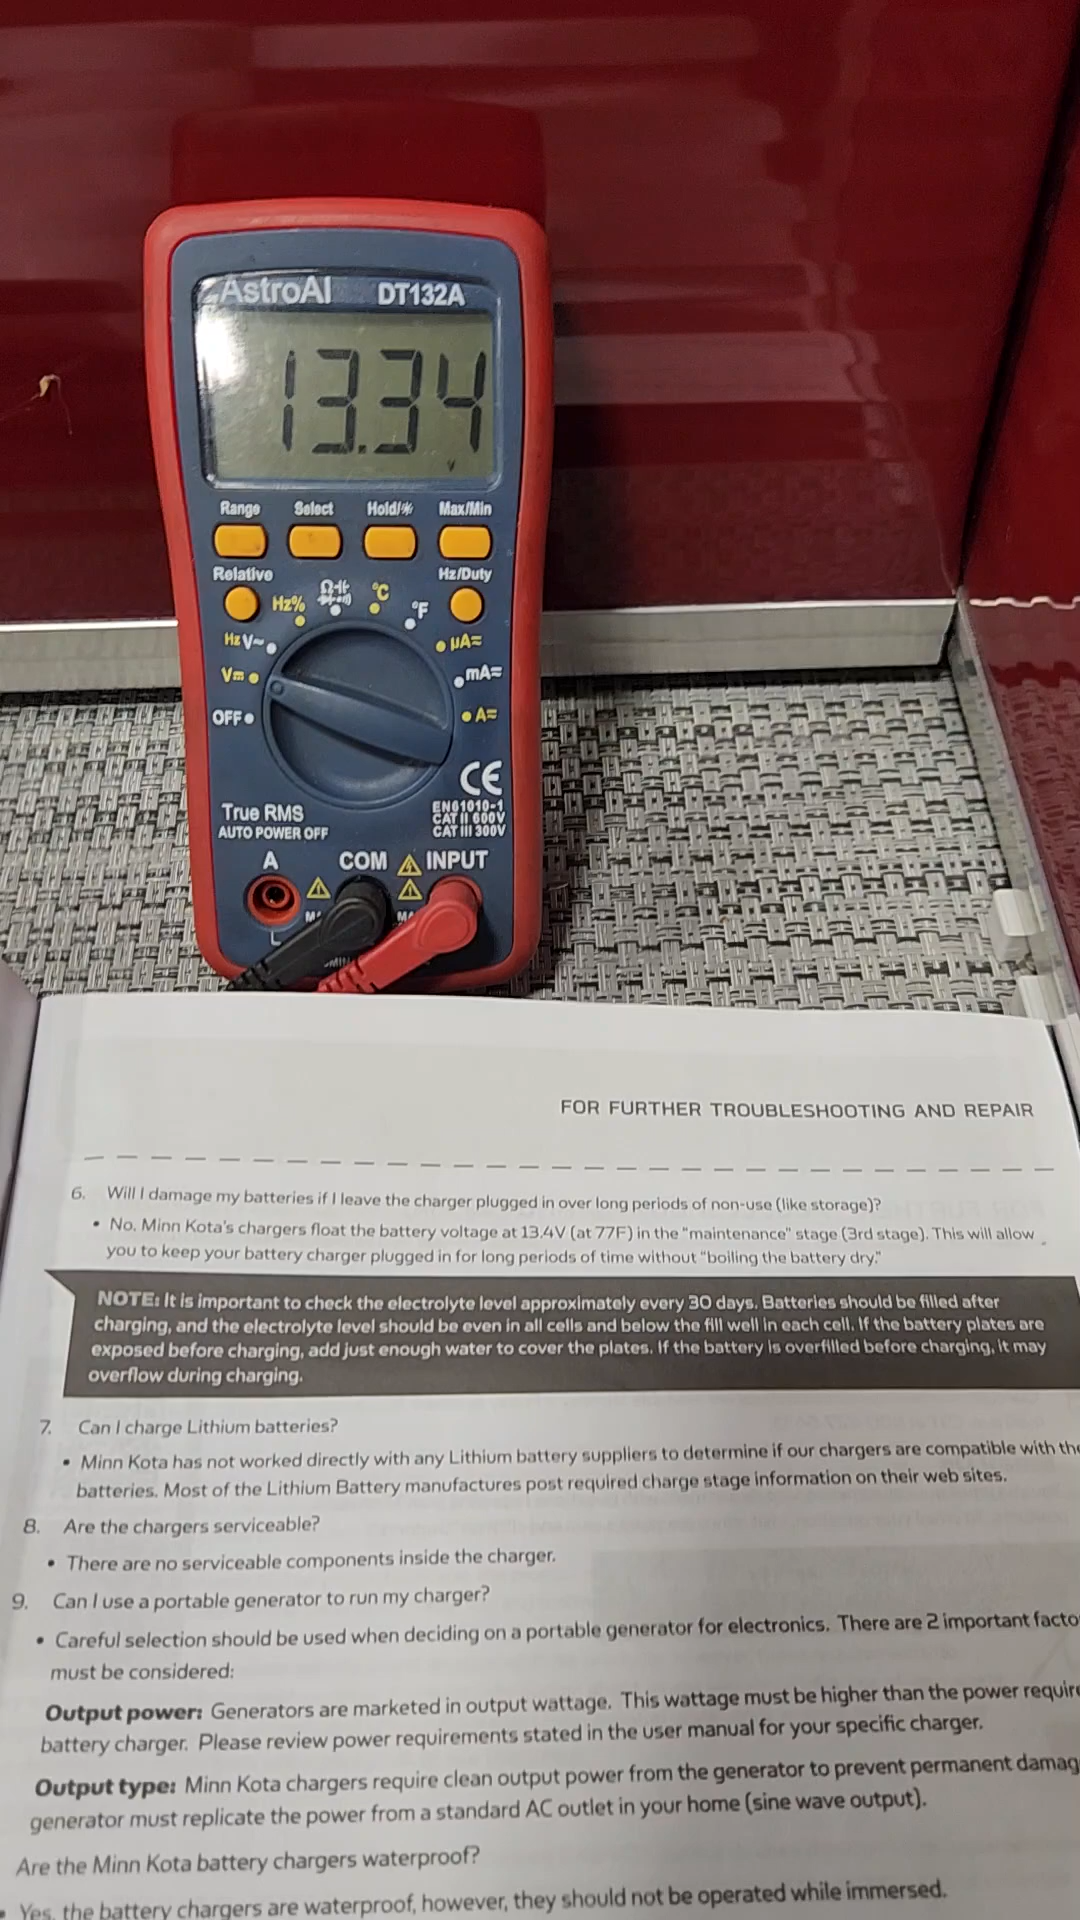 AstroAI DT132A
13.34
V
Range Select Hold/☀ Max/Min
Relative Hz/Duty
Hz% Ω °C °F
Hz V~ µA≂
V⎓ mA≂
OFF A≂
CE
True RMS EN61010-1
AUTO POWER OFF CAT II 600V
CAT III 300V
A COM INPUT
FOR FURTHER TROUBLESHOOTING AND REPAIR
6. Will I damage my batteries if I leave the charger plugged in over long periods of non-use (like storage)?
• No. Minn Kota's chargers float the battery voltage at 13.4V (at 77F) in the "maintenance" stage (3rd stage). This will allow
you to keep your battery charger plugged in for long periods of time without "boiling the battery dry."
NOTE: It is important to check the electrolyte level approximately every 30 days. Batteries should be filled after
charging, and the electrolyte level should be even in all cells and below the fill well in each cell. If the battery plates are
exposed before charging, add just enough water to cover the plates. If the battery is overfilled before charging, it may
overflow during charging.
7. Can I charge Lithium batteries?
• Minn Kota has not worked directly with any Lithium battery suppliers to determine if our chargers are compatible with
batteries. Most of the Lithium Battery manufactures post required charge stage information on their web sites.
8. Are the chargers serviceable?
• There are no serviceable components inside the charger.
9. Can I use a portable generator to run my charger?
• Careful selection should be used when deciding on a portable generator for electronics. There are 2 important
must be considered:
Output power: Generators are marketed in output wattage. This wattage must be higher than the power
battery charger. Please review power requirements stated in the user manual for your specific charger.
Output type: Minn Kota chargers require clean output power from the generator to prevent permanent
generator must replicate the power from a standard AC outlet in your home (sine wave output).
Are the Minn Kota battery chargers waterproof?
• Yes, the battery chargers are waterproof, however, they should not be operated while immersed.